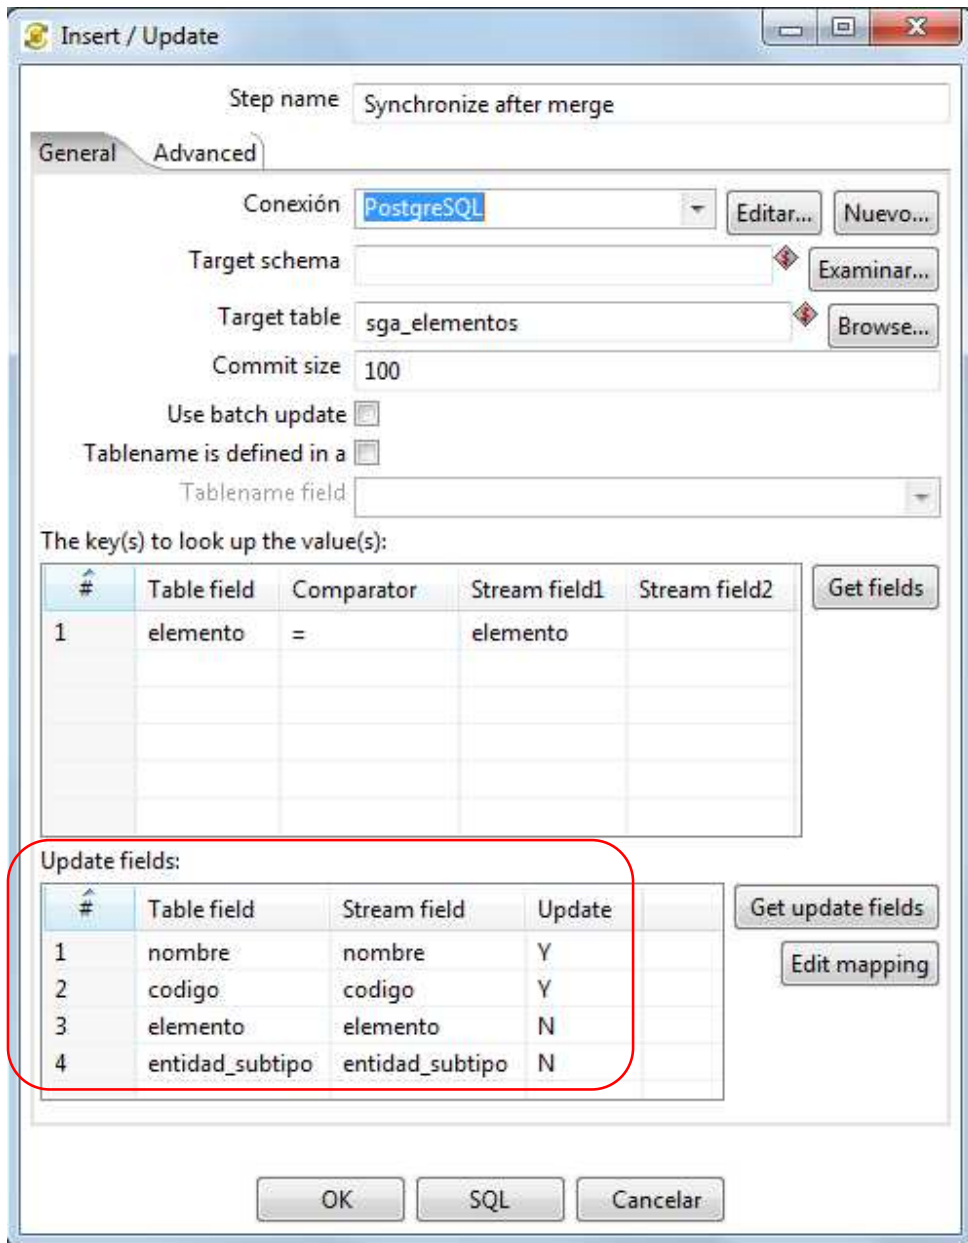 Insert / Update
Step name Synchronize after merge
General Advanced
Conexión PostgreSQL Editar... Nuevo...
Target schema Examinar...
Target table sga_elementos Browse...
Commit size 100
Use batch update
Tablename is defined in a
Tablename field
The key(s) to look up the value(s):
# Table field Comparator Stream field1 Stream field2 Get fields
1 elemento = elemento
Update fields:
# Table field Stream field Update Get update fields
1 nombre nombre Y Edit mapping
2 codigo codigo Y
3 elemento elemento N
4 entidad_subtipo entidad_subtipo N
OK SQL Cancelar